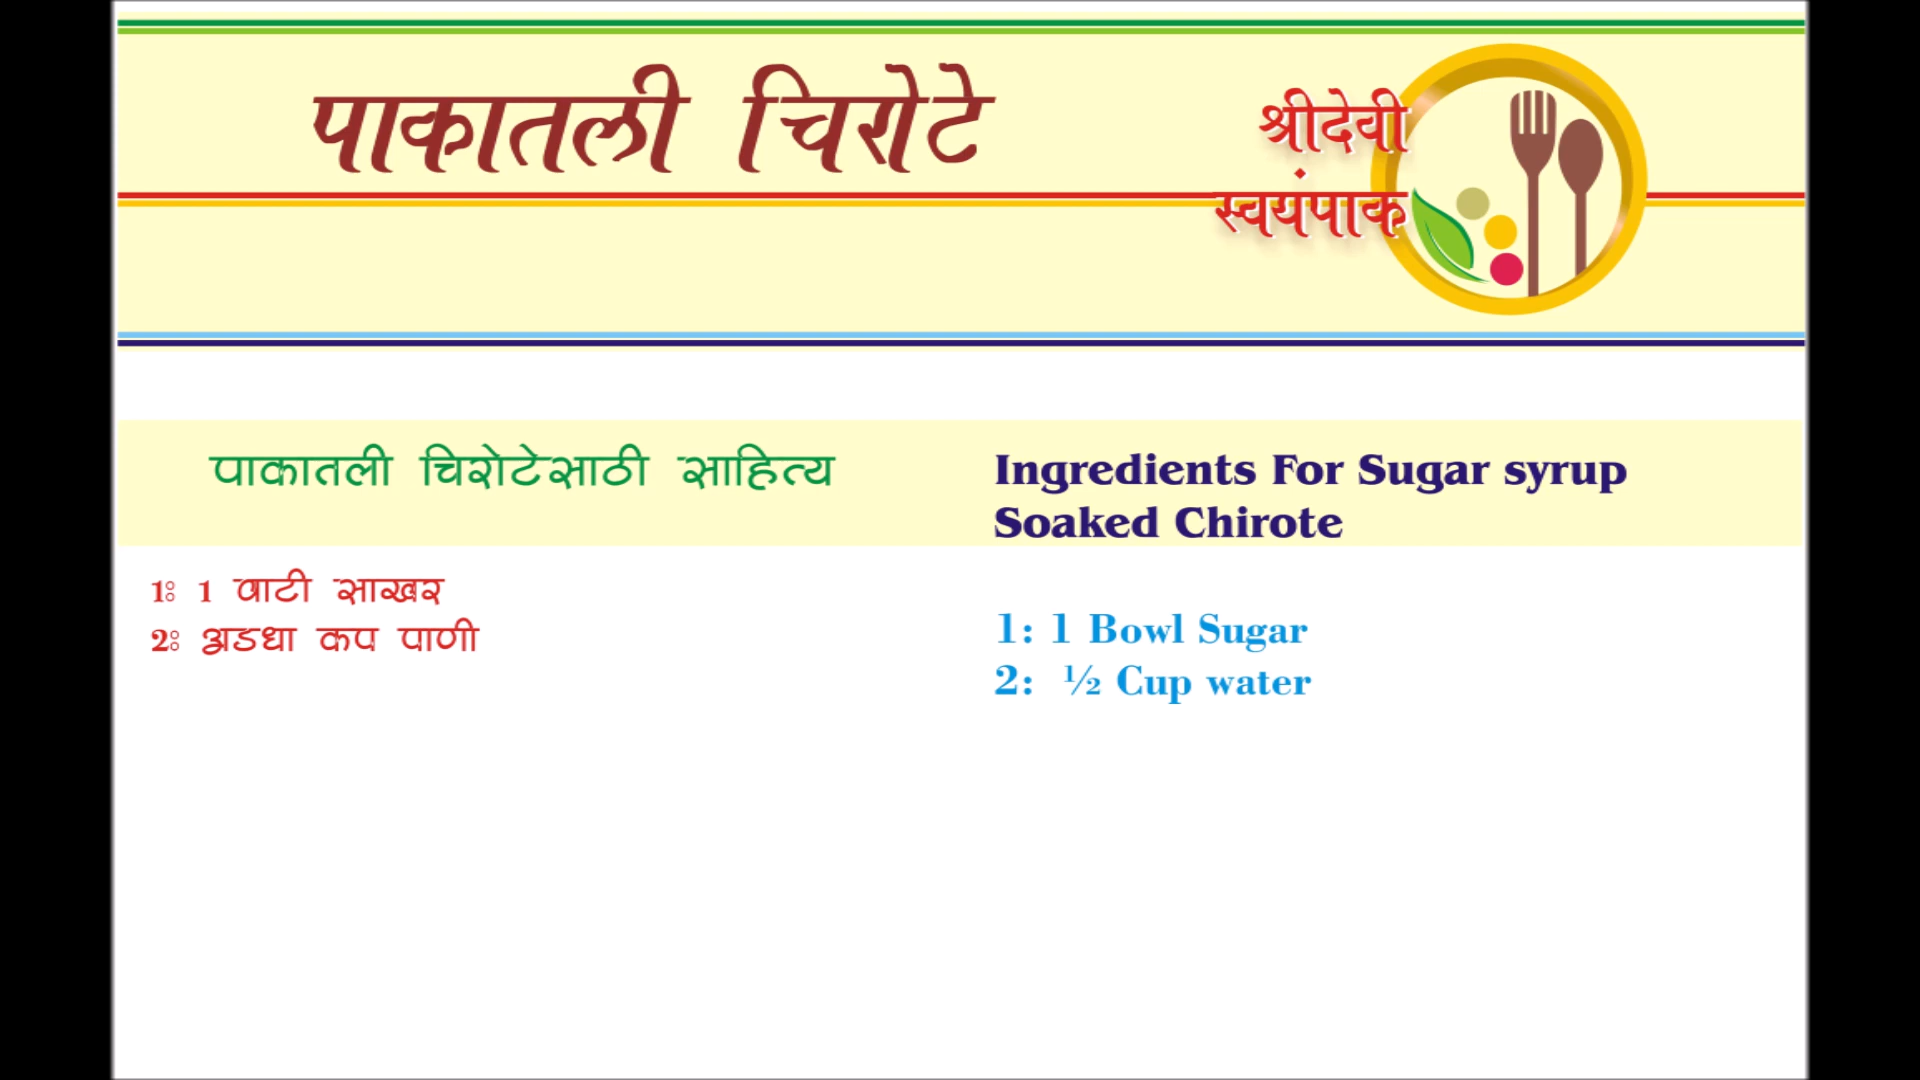 पाकातली चिरोटे
श्रीदेवी
स्वयंपाक
पाकातली चिरोटेसाठी साहित्य
1: 1 वाटी साखर
2: अडधा कप पाणी
Ingredients For Sugar syrup
Soaked Chirote
1: 1 Bowl Sugar
2: ½ Cup water